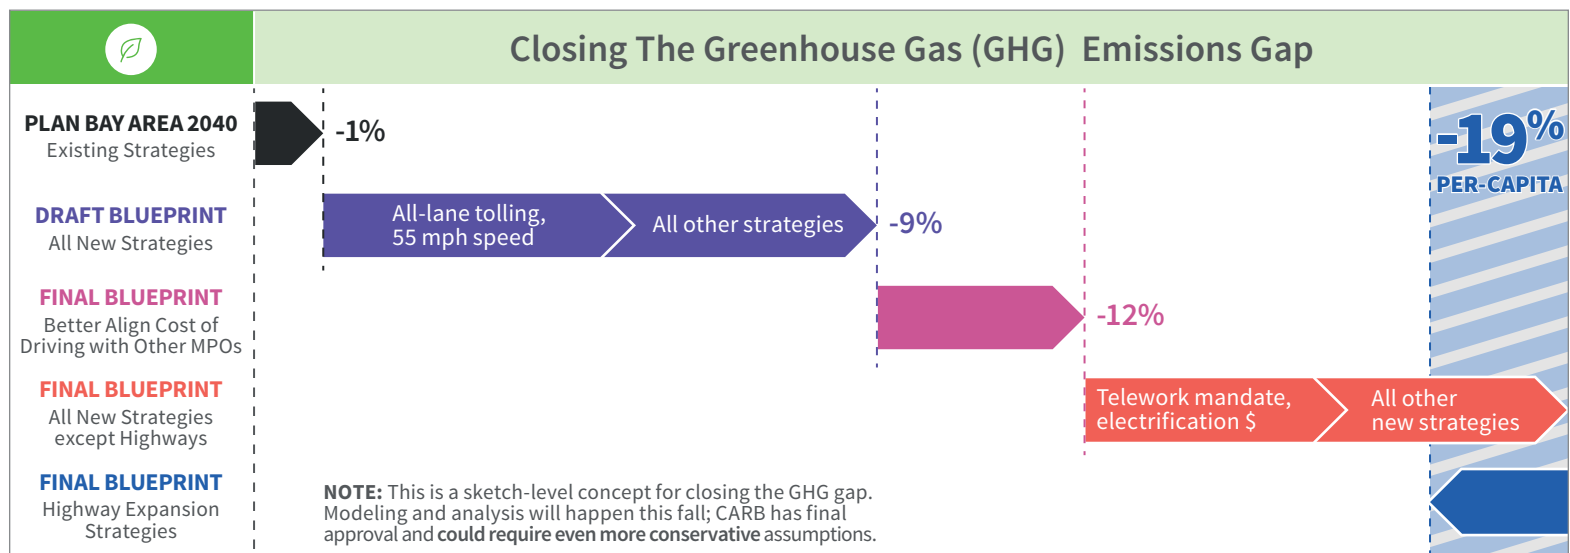 Closing The Greenhouse Gas (GHG) Emissions Gap
PLAN BAY AREA 2040
Existing Strategies
-1%
-19%
PER-CAPITA
DRAFT BLUEPRINT
All New Strategies
All-lane tolling,
55 mph speed
All other strategies
-9%
FINAL BLUEPRINT
Better Align Cost of
Driving with Other MPOs
-12%
FINAL BLUEPRINT
All New Strategies
except Highways
Telework mandate,
electrification $
All other
new strategies
FINAL BLUEPRINT
Highway Expansion
Strategies
NOTE: This is a sketch-level concept for closing the GHG gap.
Modeling and analysis will happen this fall; CARB has final
approval and could require even more conservative assumptions.